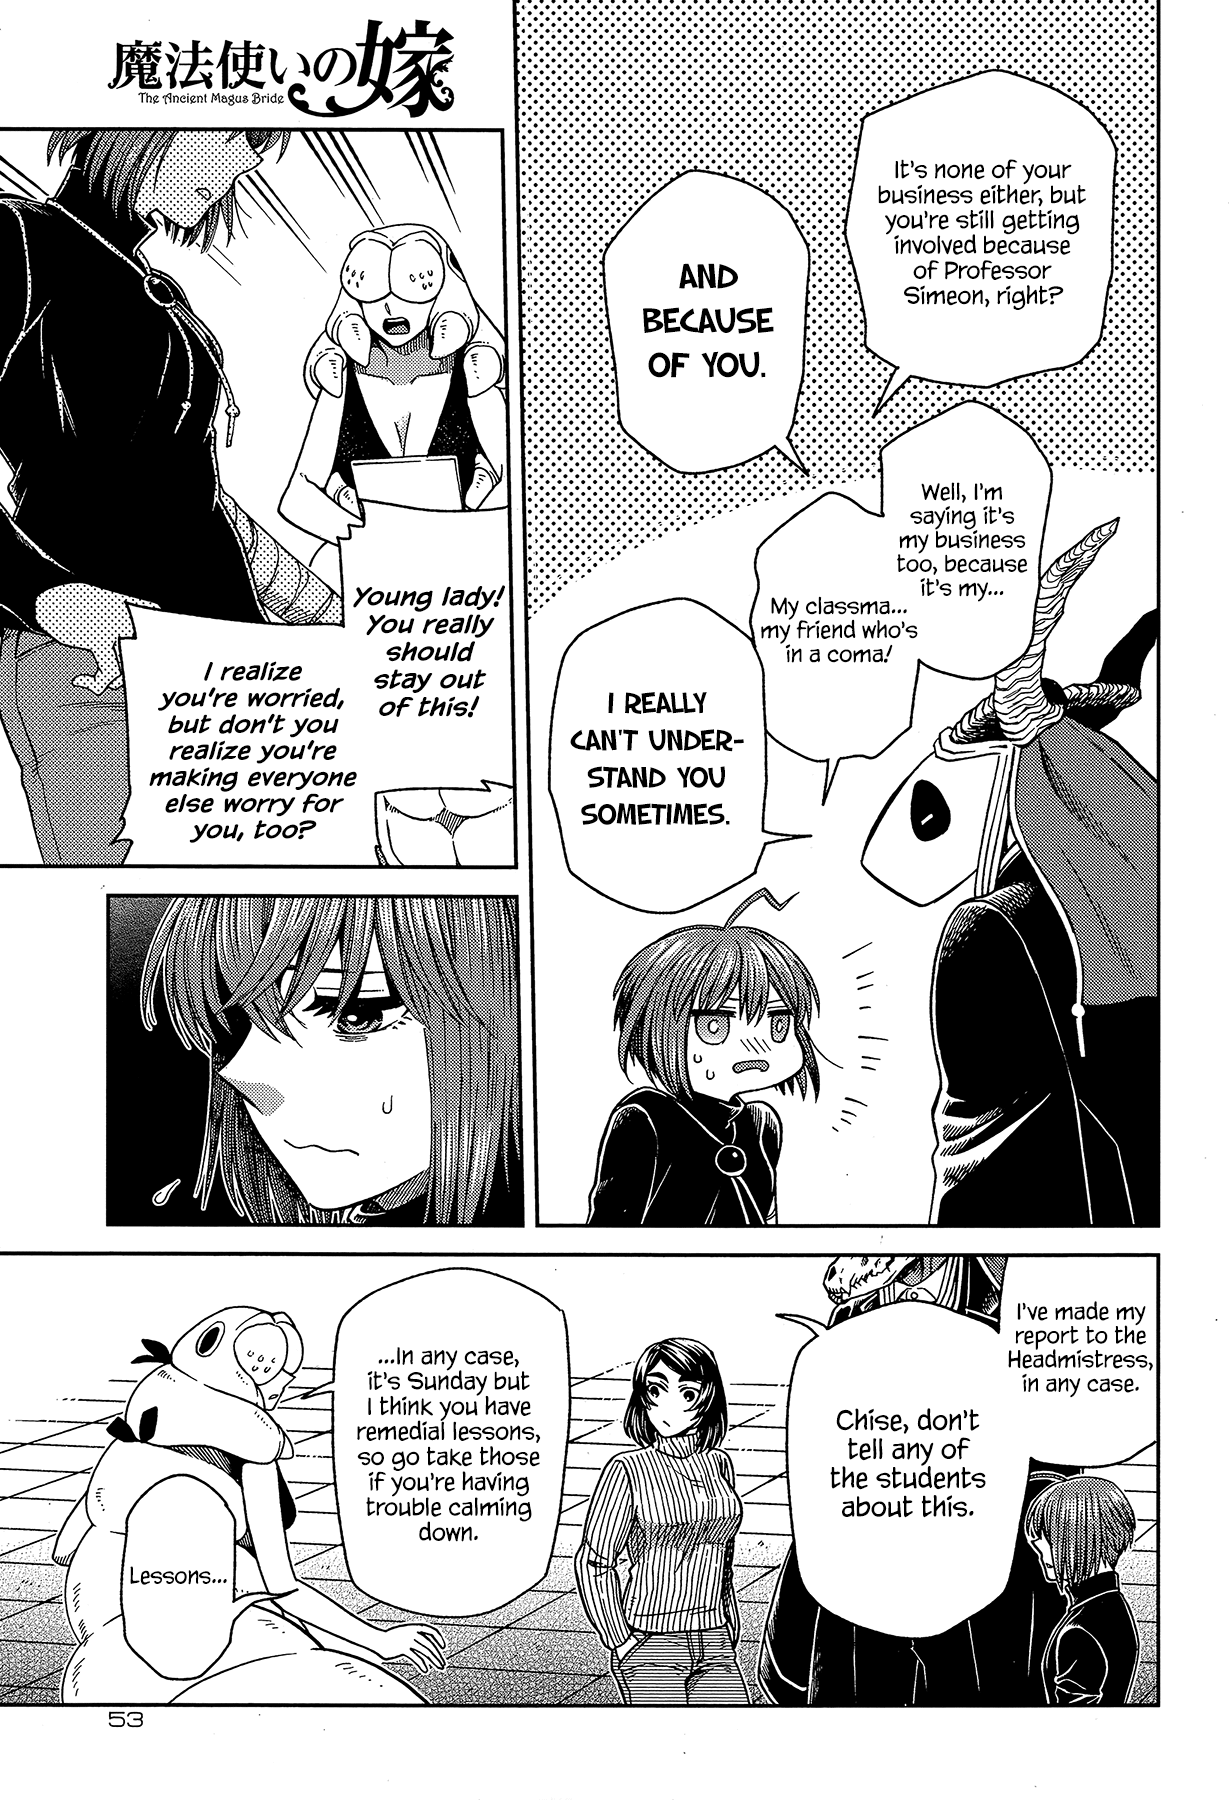 魔法使いの嫁
The Ancient Magus Bride
It's none of your
business either, but
you're still getting
involved because
of Professor
Simeon, right?
AND
BECAUSE
OF YOU.
Well, I'm
saying it's
my business
too, because
it's my...
My classma...
my friend who's
in a coma!
I REALLY
CAN'T UNDER-
STAND YOU
SOMETIMES.
Young lady!
You really
should
stay out
of this!
I realize
you're worried,
but don't you
realize you're
making everyone
else worry for
you, too?
I've made my
report to the
Headmistress,
in any case.
Chise, don't
tell any of
the students
about this.
...In any case,
it's Sunday but
I think you have
remedial lessons,
so go take those
if you're having
trouble calming
down.
Lessons...
53